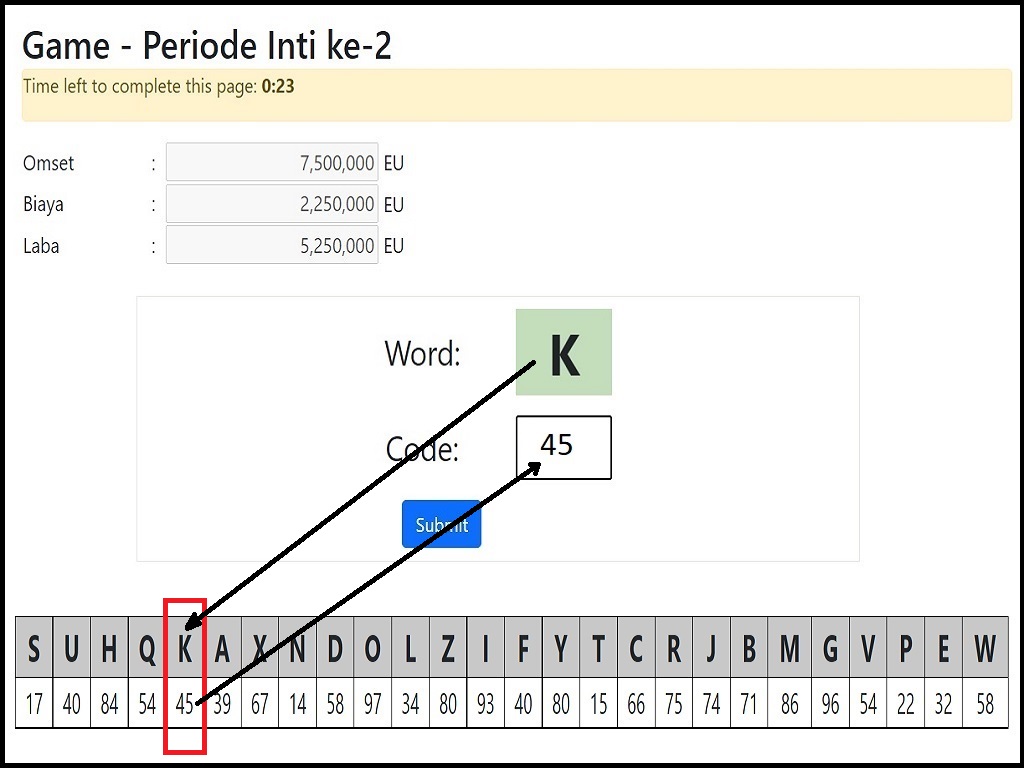 Game - Periode Inti ke-2
Time left to complete this page: 0:23
Omset : 7,500,000 EU
Biaya : 2,250,000 EU
Laba : 5,250,000 EU
Word: K
Code: 45
Submit
S U H Q K A X N D O L Z I F Y T C R J B M G V P E W
17 40 84 54 45 39 67 14 58 97 34 80 93 40 80 15 66 75 74 71 86 96 54 22 32 58